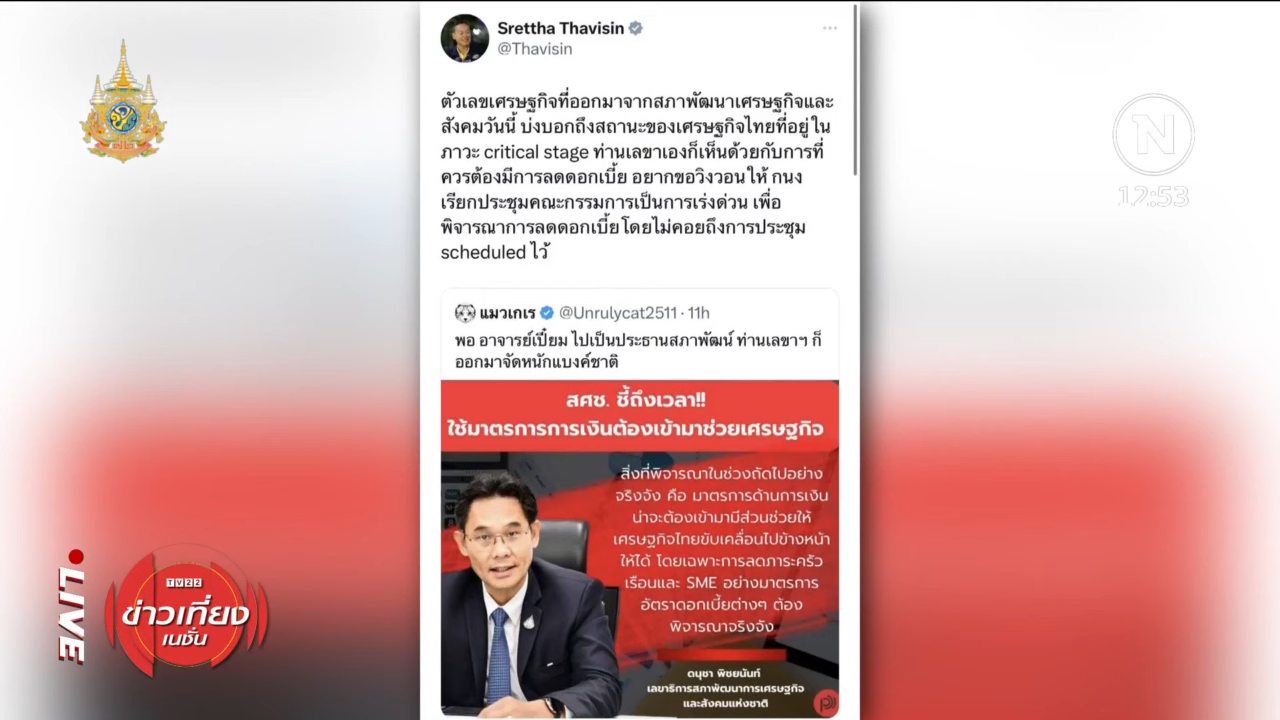 Srettha Thavisin
@Thavisin
ตัวเลขเศรษฐกิจที่ออกมาจากสภาพัฒนาเศรษฐกิจและ
สังคมวันนี้ บ่งบอกถึงสถานะของเศรษฐกิจไทยที่อยู่ใน
ภาวะ critical stage ท่านเลขาเองก็เห็นด้วยกับการที่
ควรต้องมีการลดดอกเบี้ย อยากขอวิงวอนให้ กนง
เรียกประชุมคณะกรรมการเป็นการเร่งด่วน เพื่อ
พิจารณาการลดดอกเบี้ยโดยไม่คอยถึงการประชุม
scheduled ไว้
แมวเกเร @Unrulycat2511 · 11h
พอ อาจารย์เปี๋ยม ไปเป็นประธานสภาพัฒน์ ท่านเลขาฯ ก็
ออกมาจัดหนักแบงค์ชาติ
สศช. ชี้ถึงเวลา!!
ใช้มาตรการการเงินต้องเข้ามาช่วยเศรษฐกิจ
สิ่งที่พิจารณาในช่วงถัดไปอย่าง
จริงจัง คือ มาตรการด้านการเงิน
น่าจะต้องเข้ามามีส่วนช่วยให้
เศรษฐกิจไทยขับเคลื่อนไปข้างหน้า
ให้ได้ โดยเฉพาะการลดภาระครัว
เรือนและ SME อย่างมาตรการ
อัตราดอกเบี้ยต่างๆ ต้อง
พิจารณาจริงจัง
ดนุชา พิชยนันท์
เลขาธิการสภาพัฒนาการเศรษฐกิจ
และสังคมแห่งชาติ
N
12:53
LIVE
TV22
ข่าวเที่ยง
เนชั่น